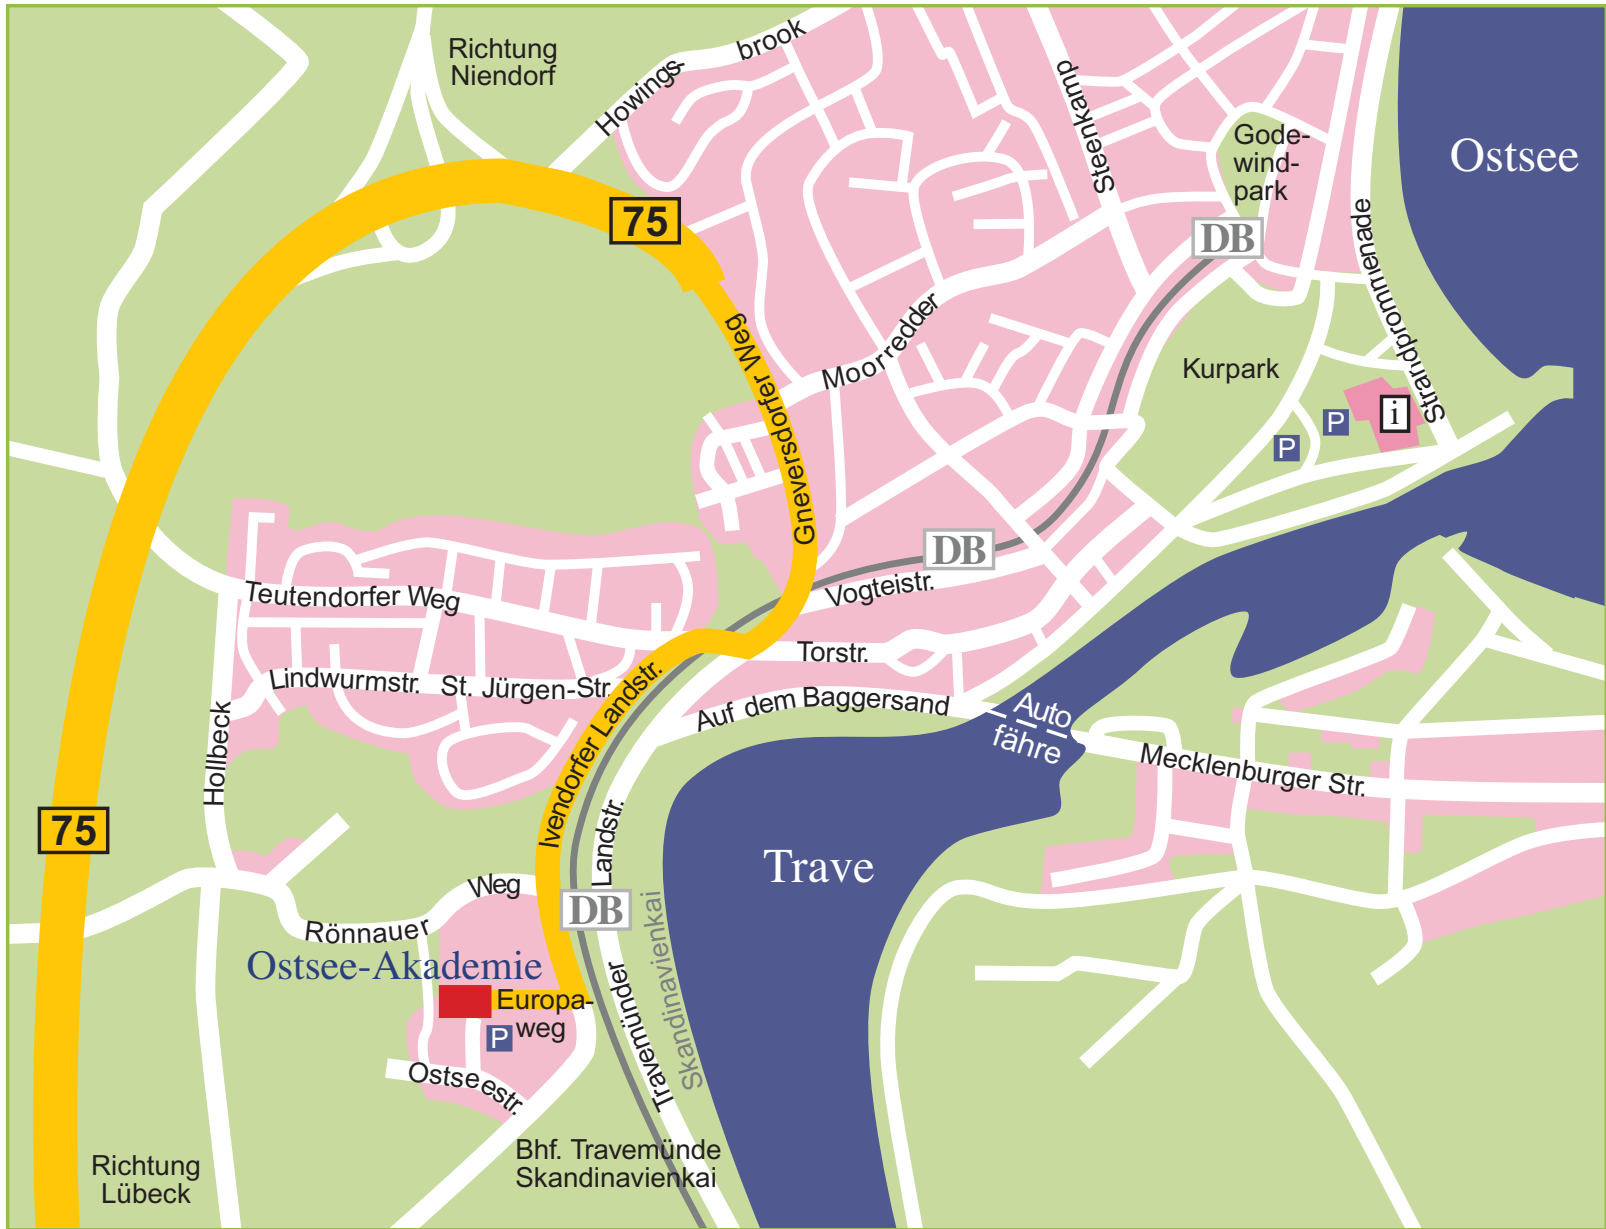 Richtung
Niendorf
Howings-
brook
Steenkamp
Gode-
wind-
park
Ostsee
75
DB
Strandpromenade
Gneversdorfer Weg
Moorredder
Kurpark
P
i
P
DB
Vogteistr.
Teutendorfer Weg
Torstr.
Lindwurmstr.
St. Jürgen-Str.
Ivendorfer Landstr.
Auf dem Baggersand
Auto
fähre
Mecklenburger Str.
Hollbeck
75
Landstr.
Trave
Weg
DB
Rönnauer
Skandinavienkai
Ostsee-Akademie
Europa-
weg
P
Travemünder
Ostseestr.
Bhf. Travemünde
Skandinavienkai
Richtung
Lübeck